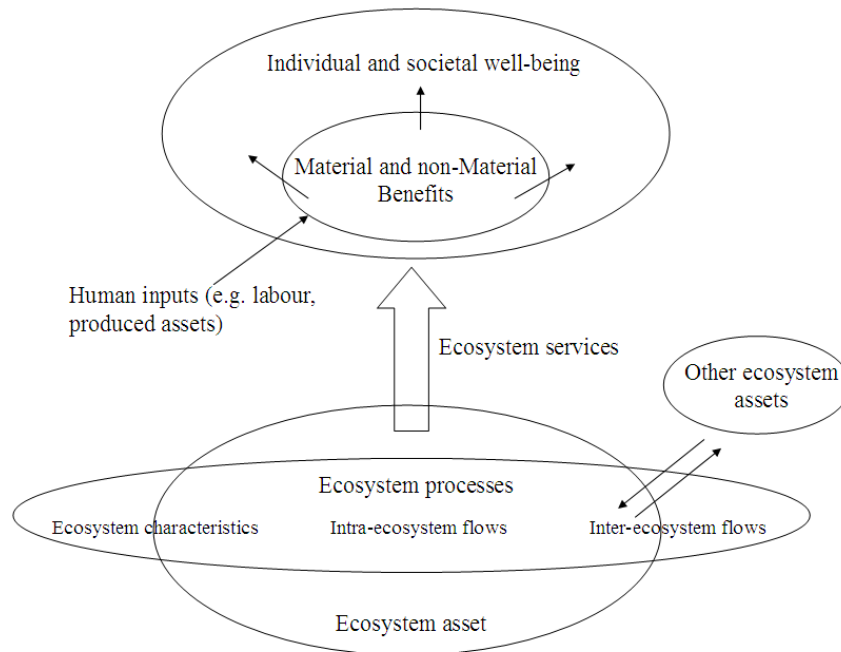 Individual and societal well-being
Material and non-Material
Benefits
Human inputs (e.g. labour,
produced assets)
Ecosystem services
Other ecosystem
assets
Ecosystem processes
Ecosystem characteristics
Intra-ecosystem flows
Inter-ecosystem flows
Ecosystem asset